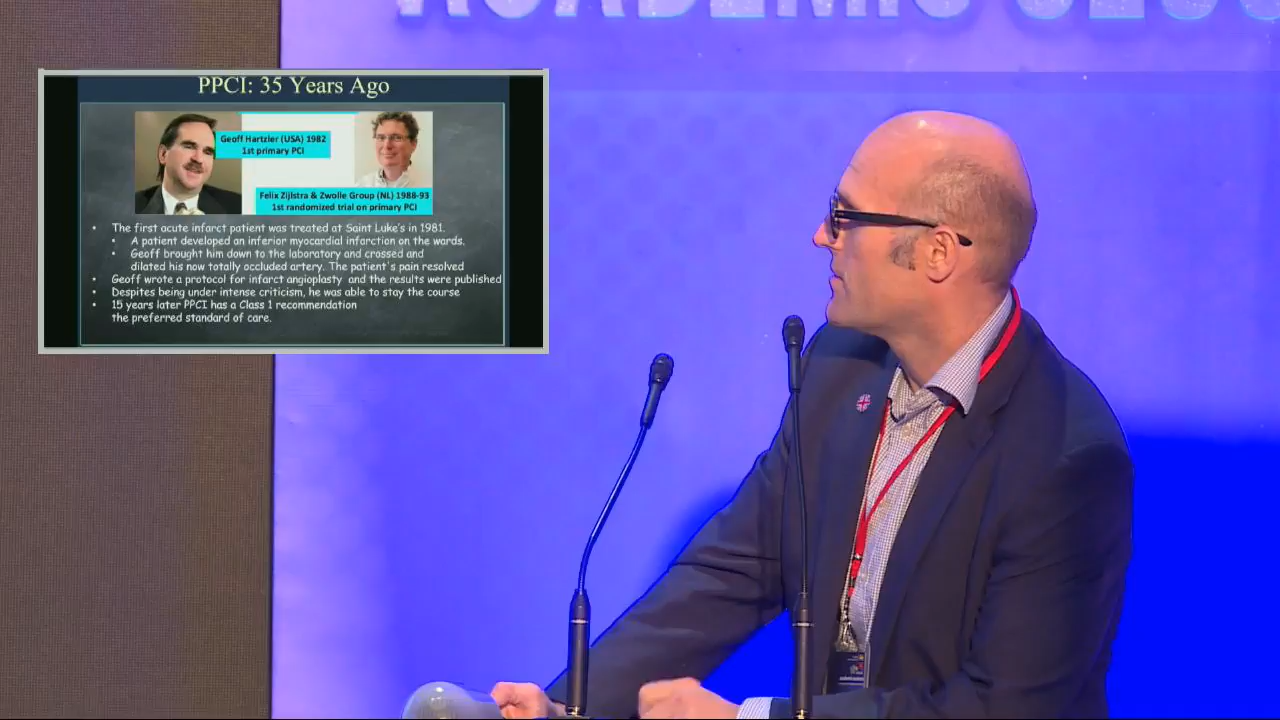 ACADEMIC
PPCI: 35 Years Ago
Geoff Hartzler (USA) 1982
1st primary PCI
Felix Zijlstra & Zwolle Group (NL) 1988-93
1st randomized trial on primary PCI
• The first acute infarct patient was treated at Saint Luke's in 1981.
• A patient developed an inferior myocardial infarction on the wards.
• Geoff brought him down to the laboratory and crossed and
dilated his now totally occluded artery. The patient's pain resolved
• Geoff wrote a protocol for infarct angioplasty and the results were published
• Despites being under intense criticism, he was able to stay the course
• 15 years later PPCI has a Class 1 recommendation
the preferred standard of care.